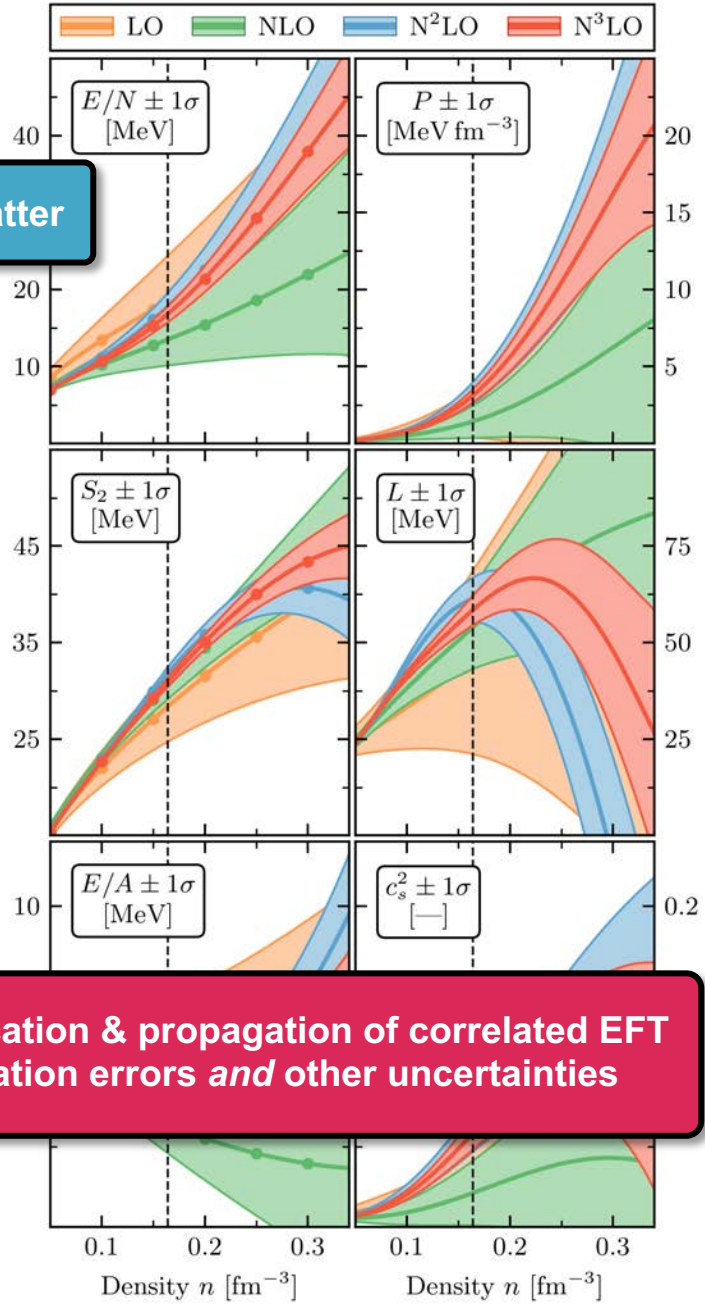 LO NLO N²LO N³LO
E/N ± 1σ
[MeV]
P ± 1σ
[MeV fm⁻³]
40
20
10
20
15
10
5
S₂ ± 1σ
[MeV]
L ± 1σ
[MeV]
45
35
25
75
50
25
E/A ± 1σ
[MeV]
c²ₛ ± 1σ
[—]
10
0.2
ation & propagation of correlated EFT
ation errors and other uncertainties
0.1 0.2 0.3
0.1 0.2 0.3
Density n [fm⁻³]
Density n [fm⁻³]